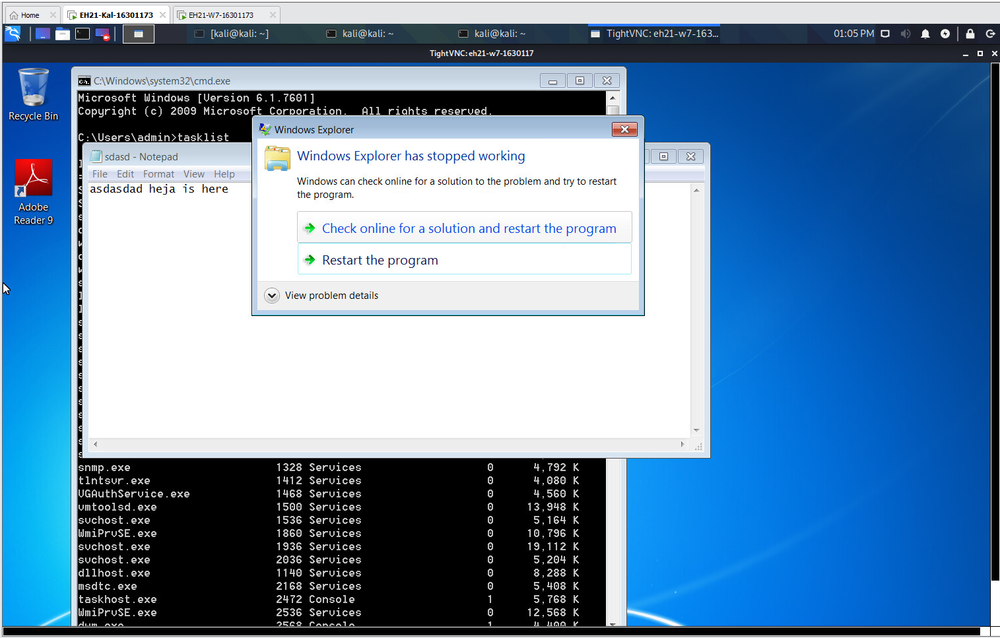 Home
EH21-Kal-16301173
EH21-W7-16301173
[kali@kali: ~]
kali@kali: ~
kali@kali: ~
TightVNC: eh21-w7-163...
01:05 PM
TightVNC: eh21-w7-1630117
Recycle Bin
Adobe
Reader 9
C:\Windows\system32\cmd.exe
Microsoft Windows [Version 6.1.7601]
Copyright (c) 2009 Microsoft Corporation.  All rights reserved.
C:\Users\admin>tasklist
sdasd - Notepad
File Edit Format View Help
asdasdad heja is here
Windows Explorer
Windows Explorer has stopped working
Windows can check online for a solution to the problem and try to restart
the program.
Check online for a solution and restart the program
Restart the program
View problem details
snmp.exe 1328 Services 0 4,792 K
tlntsvr.exe 1412 Services 0 4,080 K
VGAuthService.exe 1468 Services 0 4,560 K
vmtoolsd.exe 1500 Services 0 13,948 K
svchost.exe 1536 Services 0 5,164 K
WmiPrvSE.exe 1860 Services 0 10,796 K
svchost.exe 1936 Services 0 19,112 K
svchost.exe 2036 Services 0 5,204 K
dllhost.exe 1140 Services 0 8,288 K
msdtc.exe 2168 Services 0 5,408 K
taskhost.exe 2472 Console 1 5,768 K
WmiPrvSE.exe 2536 Services 0 12,568 K
dwm.exe 2568 Console 1 4,400 K